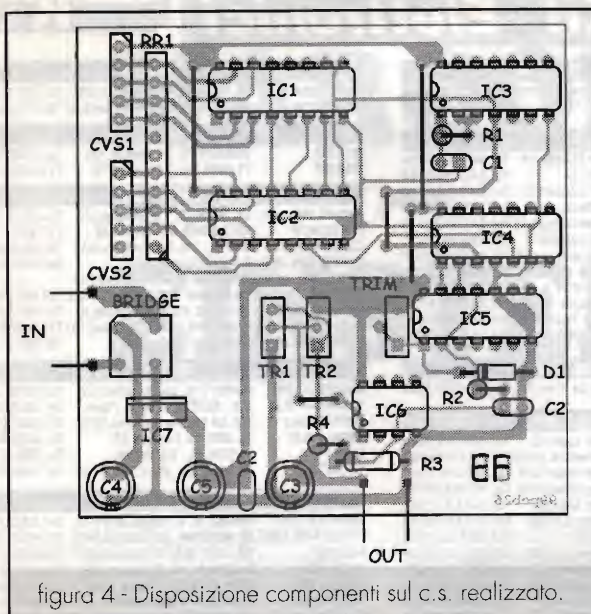 RR1
IC1
IC3
CVS1
R1
C1
IC2
IC4
CVS2
TRIM
BRIDGE
IN
IC5
TR1
TR2
D1
R2
C2
IC6
IC7
R4
R3
EB
C4
C5
C2
C3
OUT
figura 4 - Disposizione componenti sul c.s. realizzato.